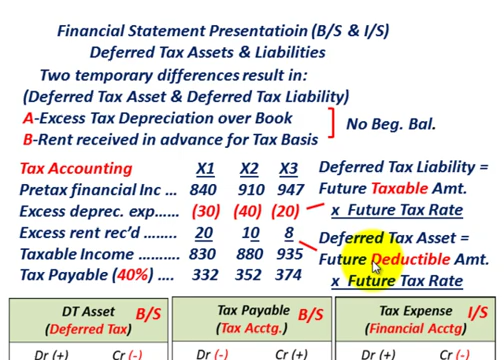 Financial Statement Presentatioin (B/S & I/S)
Deferred Tax Assets & Liabilities
Two temporary differences result in:
(Deferred Tax Asset & Deferred Tax Liability)
A-Excess Tax Depreciation over Book
B-Rent received in advance for Tax Basis
No Beg. Bal.
Tax Accounting X1 X2 X3
Pretax financial Inc ... 840 910 947
Excess deprec. exp...... (30) (40) (20)
Excess rent rec'd ........ 20 10 8
Taxable Income .......... 830 880 935
Tax Payable (40%) .... 332 352 374
Deferred Tax Liability =
Future Taxable Amt.
x Future Tax Rate
Deferred Tax Asset =
Future Deductible Amt.
x Future Tax Rate
DT Asset B/S
(Deferred Tax)
Dr (+) Cr (-)
Tax Payable B/S
(Tax Acctg.)
Dr (-) Cr (+)
Tax Expense I/S
(Financial Acctg)
Dr (+) Cr (-)